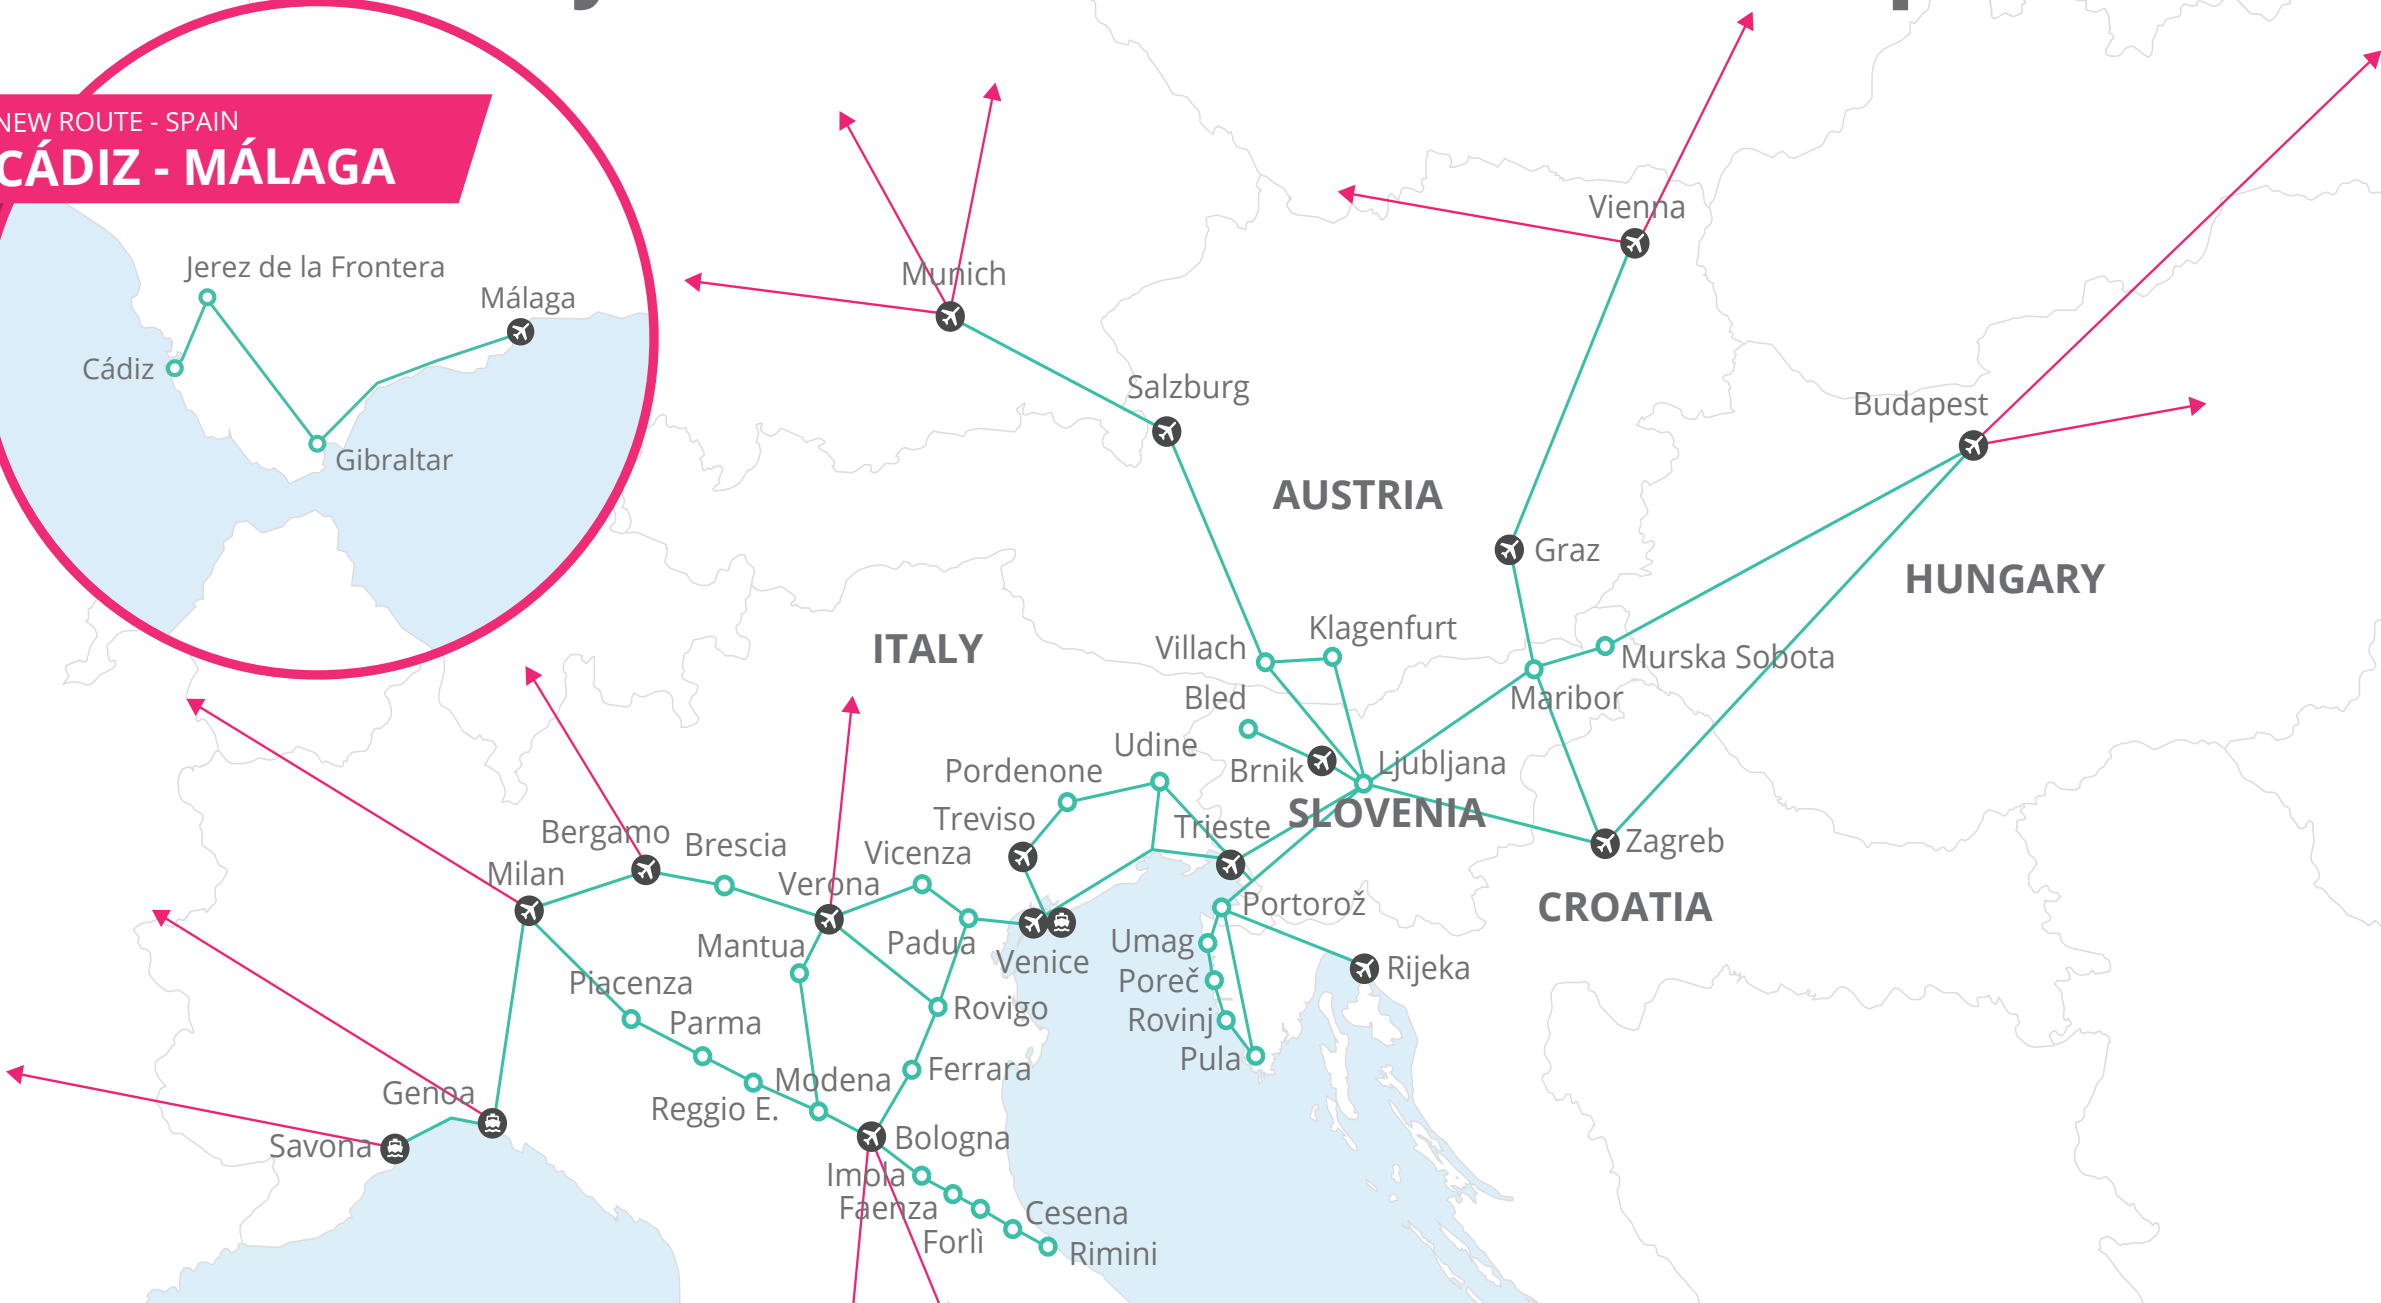 NEW ROUTE - SPAIN
CÁDIZ - MÁLAGA
Jerez de la Frontera
Málaga
Cádiz
Gibraltar
Vienna
Munich
Salzburg
Budapest
AUSTRIA
Graz
HUNGARY
Klagenfurt
ITALY
Villach
Murska Sobota
Bled
Maribor
Udine
Pordenone
Brnik
Ljubljana
Treviso
SLOVENIA
Trieste
Bergamo
Brescia
Vicenza
Zagreb
Milan
Verona
Portorož
CROATIA
Mantua
Padua
Umag
Venice
Rijeka
Piacenza
Poreč
Rovigo
Parma
Rovinj
Pula
Ferrara
Modena
Genoa
Reggio E.
Savona
Bologna
Imola
Faenza
Cesena
Forlì
Rimini